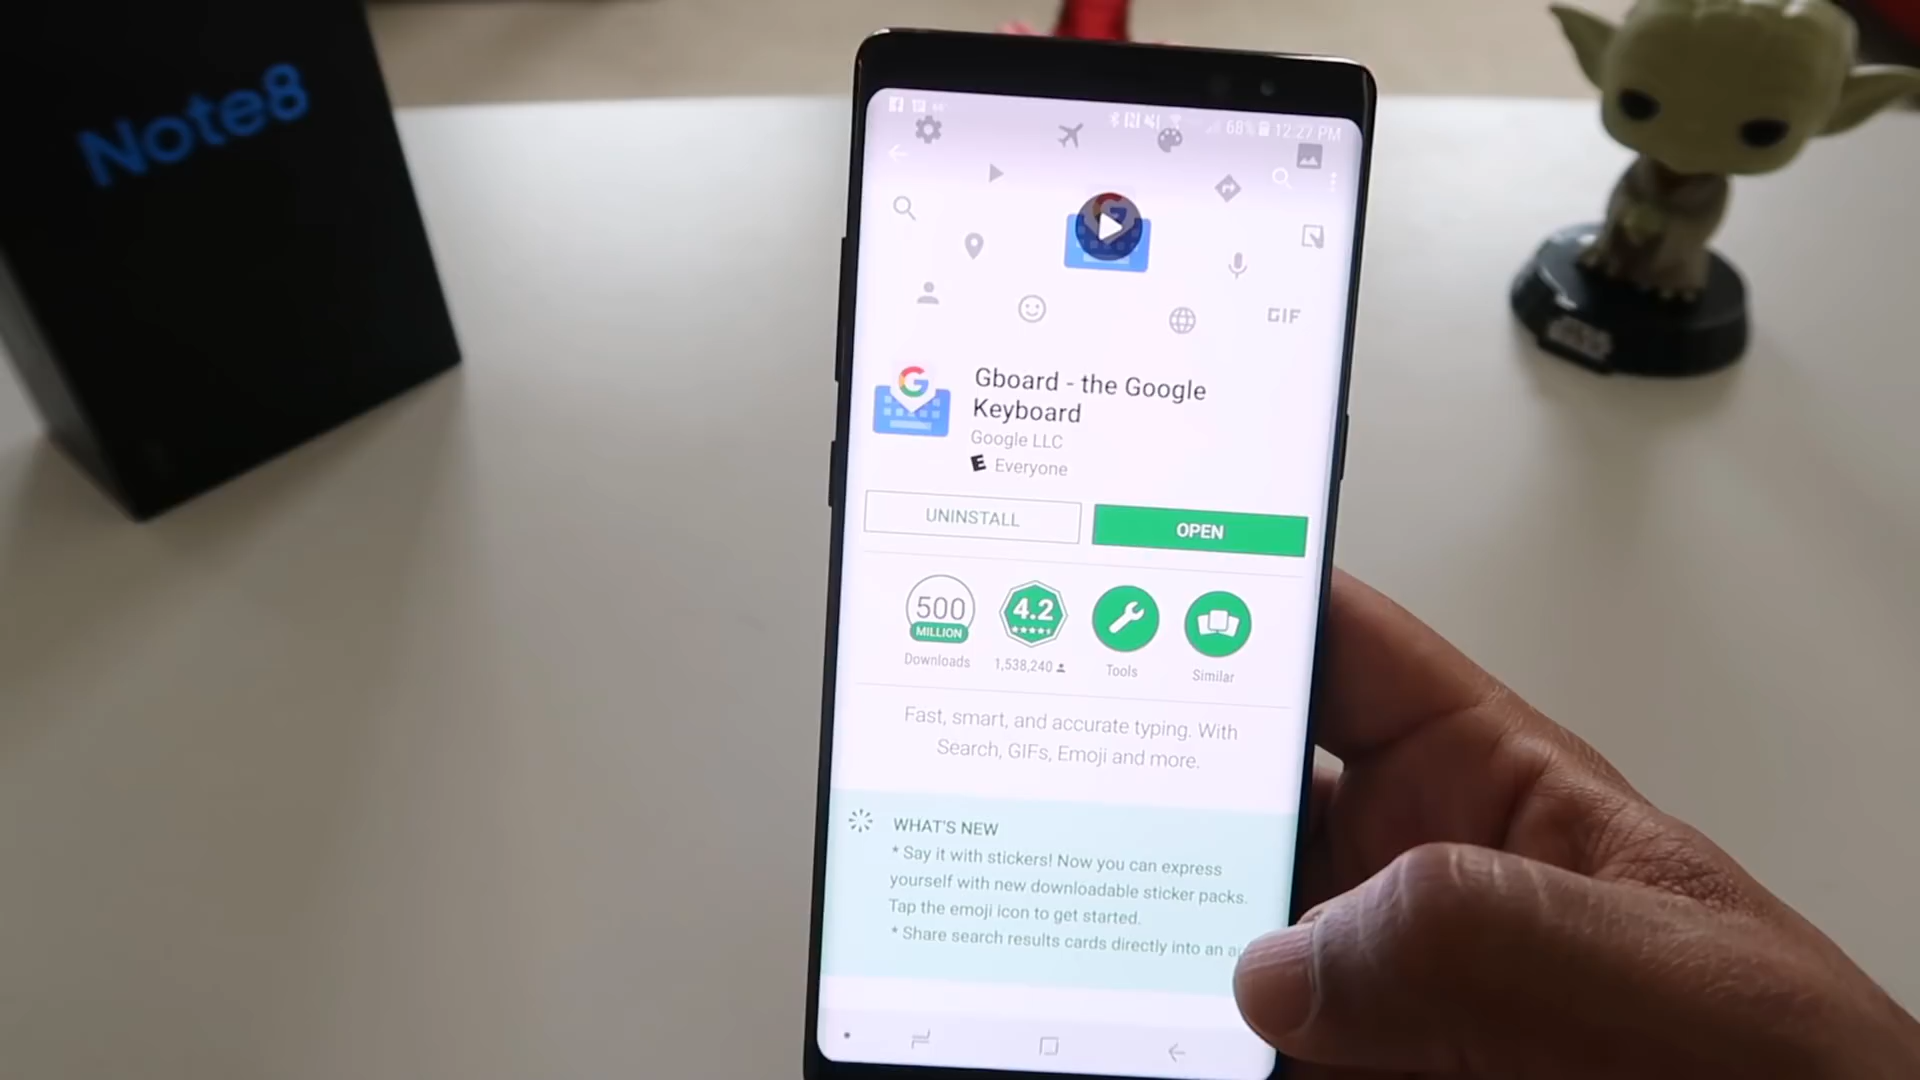 Note8
68% 12:27 PM
GIF
Gboard - the Google
Keyboard
Google LLC
E Everyone
UNINSTALL
OPEN
500
MILLION
Downloads
4.2
1,538,240
Tools
Similar
Fast, smart, and accurate typing. With
Search, GIFs, Emoji and more.
WHAT'S NEW
* Say it with stickers! Now you can express
yourself with new downloadable sticker packs.
Tap the emoji icon to get started.
* Share search results cards directly into an
STAR
WARS